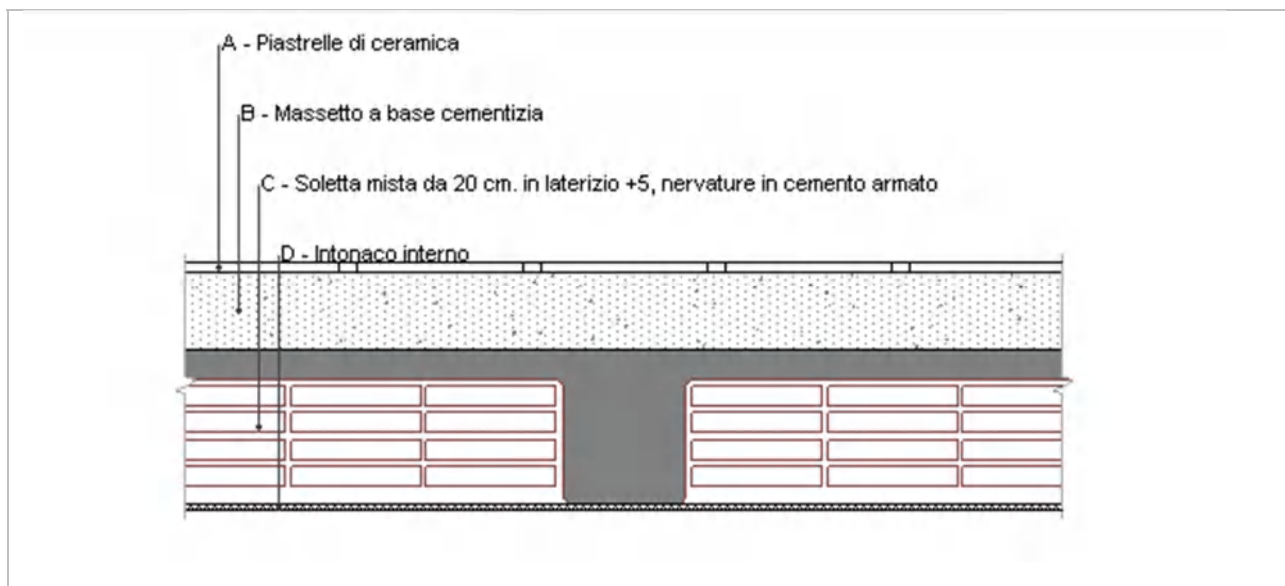 A - Piastrelle di ceramica
B - Massetto a base cementizia
C - Soletta mista da 20 cm. in laterizio +5, nervature in cemento armato
D - Intonaco interno